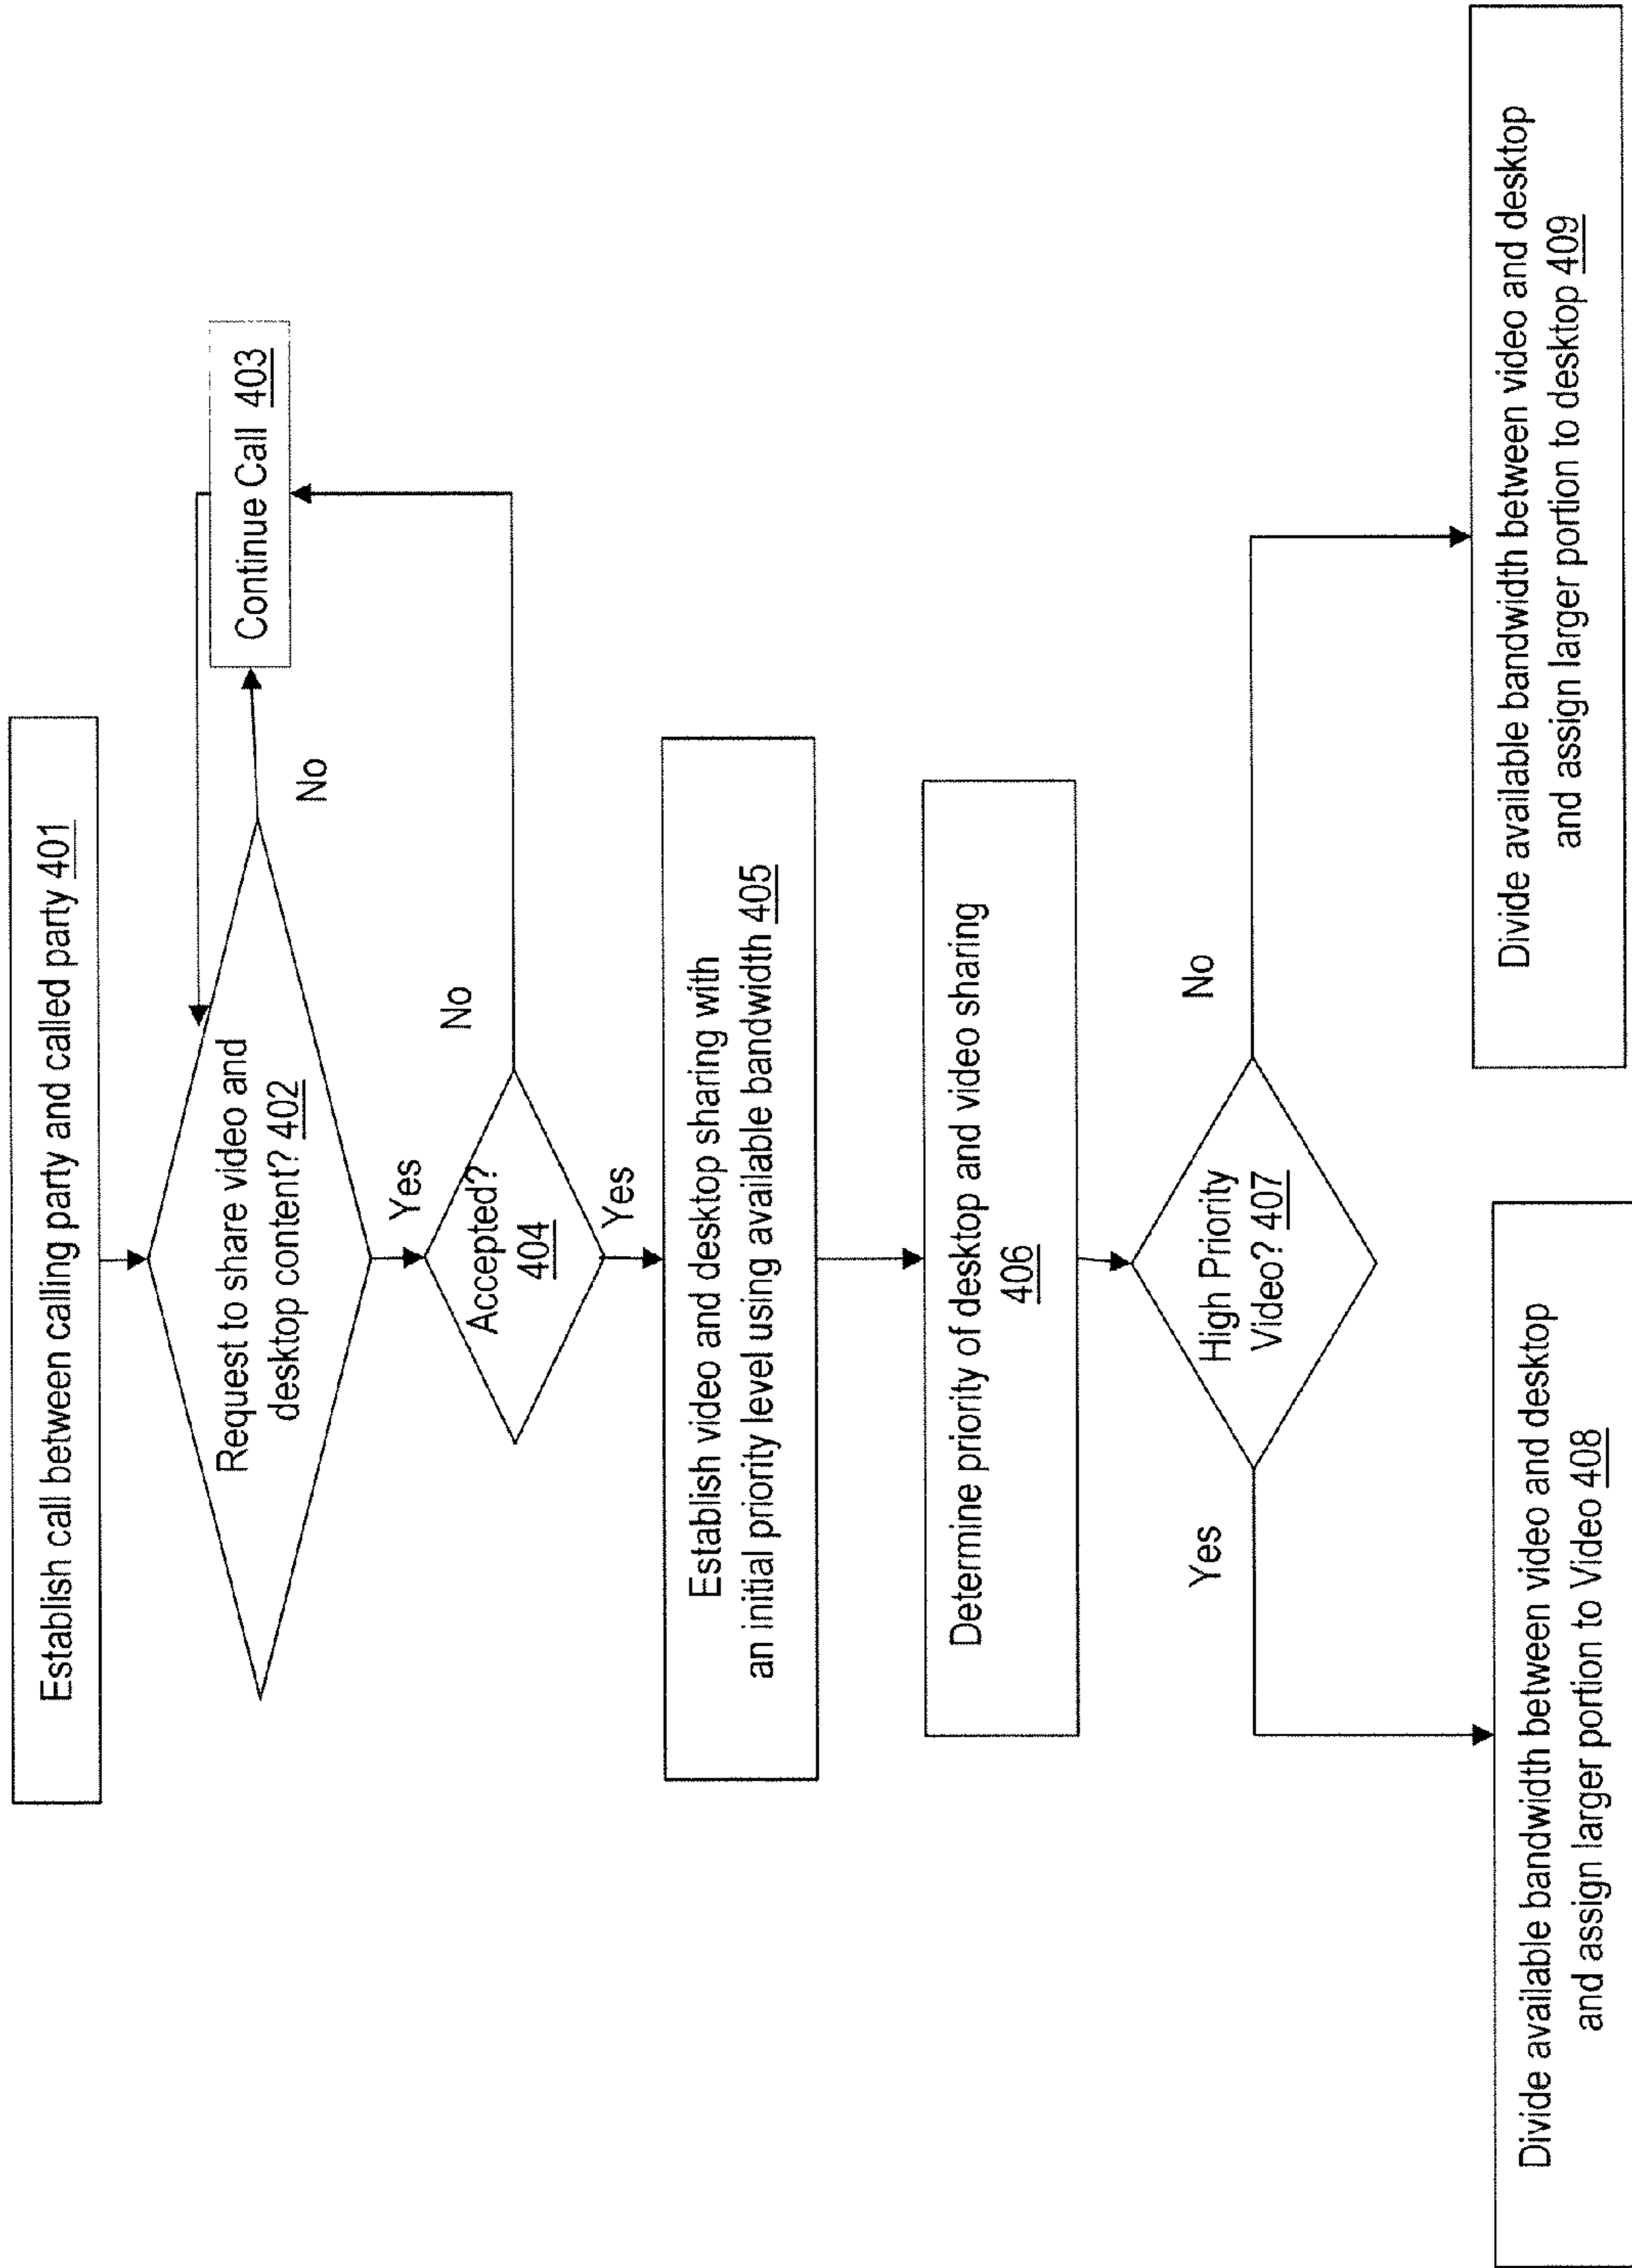 Establish call between calling party and called party 401
Request to share video and
desktop content? 402
No
Continue Call 403
Yes
Accepted?
404
No
Yes
Establish video and desktop sharing with
an initial priority level using available bandwidth 405
Determine priority of desktop and video sharing
406
High Priority
Video? 407
Yes
No
Divide available bandwidth between video and desktop
and assign larger portion to Video 408
Divide available bandwidth between video and desktop
and assign larger portion to desktop 409